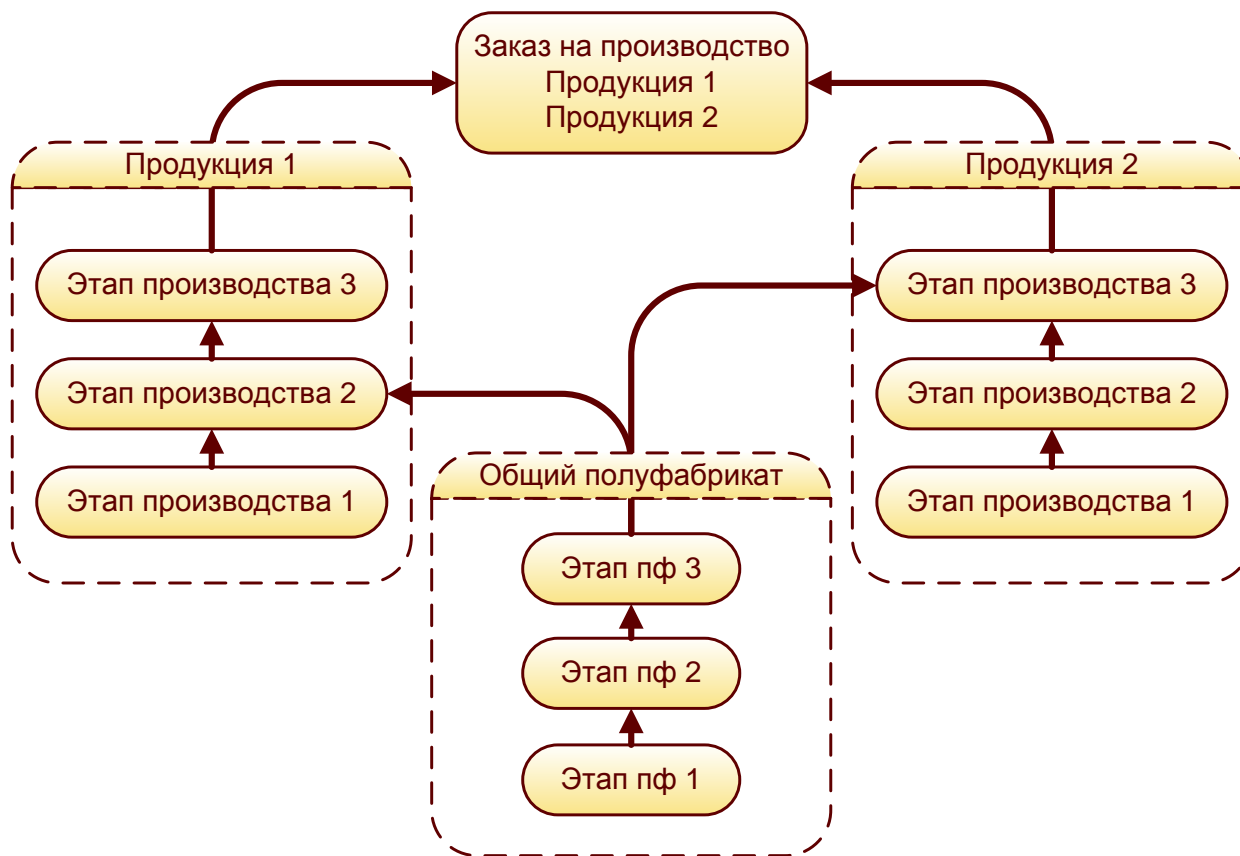 Заказ на производство
Продукция 1
Продукция 2
Продукция 1
Этап производства 3
Этап производства 2
Этап производства 1
Продукция 2
Этап производства 3
Этап производства 2
Этап производства 1
Общий полуфабрикат
Этап пф 3
Этап пф 2
Этап пф 1